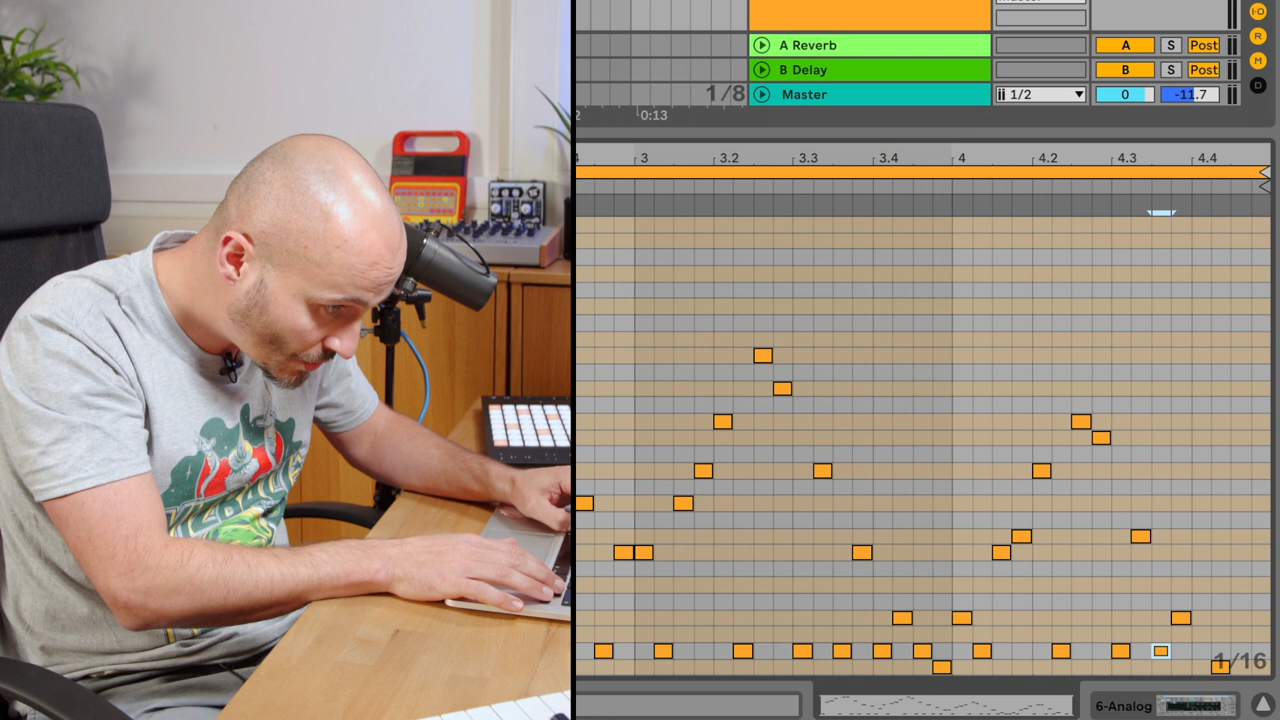 I·O
A Reverb A S Post R
B Delay B S Post M
1/8 Master 1/2 0 -11.7 D
2 0:13
3 3.2 3.3 3.4 4 4.2 4.3 4.4
1/16
6-Analog